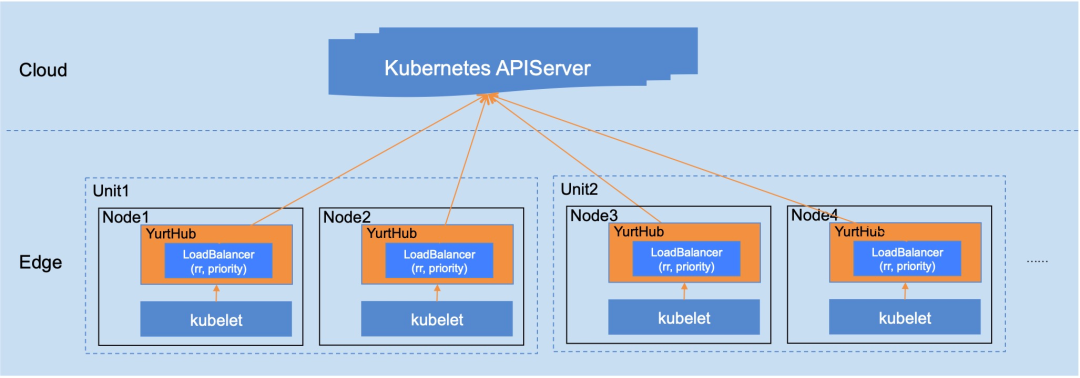 Cloud
Kubernetes APIServer
Edge
Unit1
Node1
YurtHub
LoadBalancer
(rr, priority)
kubelet
Node2
YurtHub
LoadBalancer
(rr, priority)
kubelet
Unit2
Node3
YurtHub
LoadBalancer
(rr, priority)
kubelet
Node4
YurtHub
LoadBalancer
(rr, priority)
kubelet
......